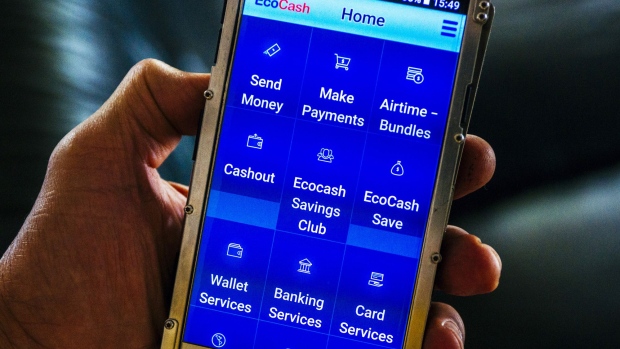 15:49
EcoCash
Home
Send
Money
Make
Payments
Airtime –
Bundles
Cashout
Ecocash
Savings
Club
EcoCash
Save
Wallet
Services
Banking
Services
Card
Services